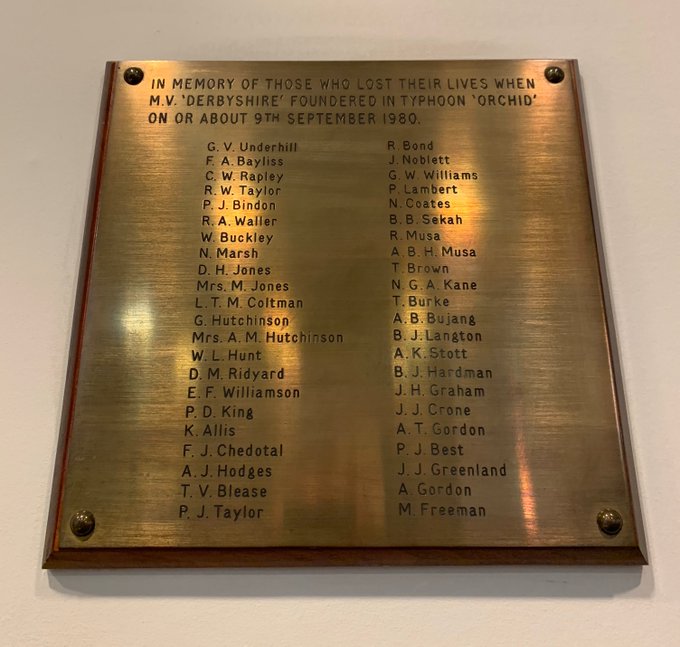 IN MEMORY OF THOSE WHO LOST THEIR LIVES WHEN
M.V. 'DERBYSHIRE' FOUNDERED IN TYPHOON 'ORCHID'
ON OR ABOUT 9TH SEPTEMBER 1980.
G. V. Underhill
F. A. Bayliss
C. W. Rapley
R. W. Taylor
P. J. Bindon
R. A. Waller
W. Buckley
N. Marsh
D. H. Jones
Mrs. M. Jones
L. T. M. Coltman
G. Hutchinson
Mrs. A. M. Hutchinson
W. L. Hunt
D. M. Ridyard
E. F. Williamson
P. D. King
K. Allis
F. J. Chedotal
A. J. Hodges
T. V. Blease
P. J. Taylor
R. Bond
J. Noblett
G. W. Williams
P. Lambert
N. Coates
B. B. Sekah
R. Musa
A. B. H. Musa
T. Brown
N. G. A. Kane
T. Burke
A. B. Bujang
B. J. Langton
A. K. Stott
B. J. Hardman
J. H. Graham
J. J. Crone
A. T. Gordon
P. J. Best
J. J. Greenland
A. Gordon
M. Freeman